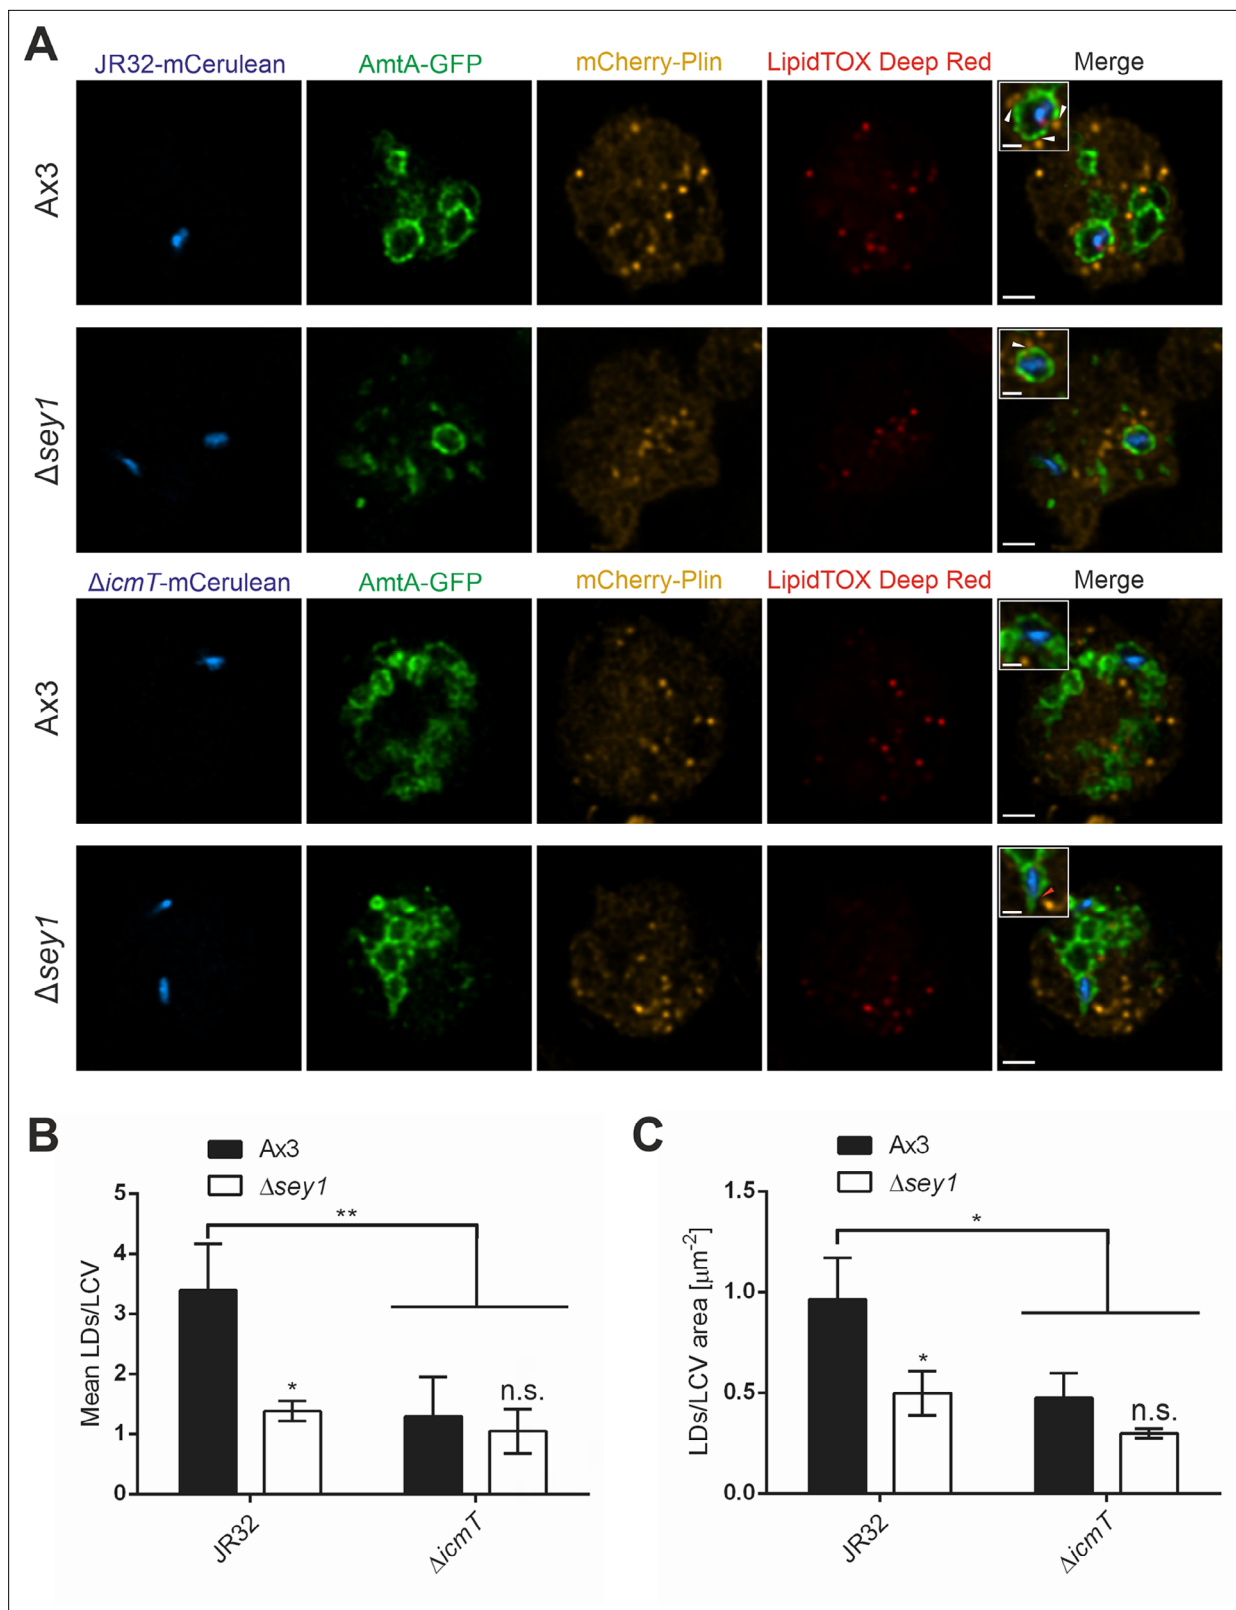 A
JR32-mCerulean AmtA-GFP mCherry-Plin LipidTOX Deep Red Merge
Ax3
Δsey1
ΔicmT-mCerulean AmtA-GFP mCherry-Plin LipidTOX Deep Red Merge
Ax3
Δsey1
B
Ax3
Δsey1
Mean LDs/LCV
5
4
3
2
1
0
**
*
n.s.
JR32
ΔicmT
C
Ax3
Δsey1
LDs/LCV area [μm⁻²]
1.5
1.0
0.5
0.0
*
*
n.s.
JR32
ΔicmT